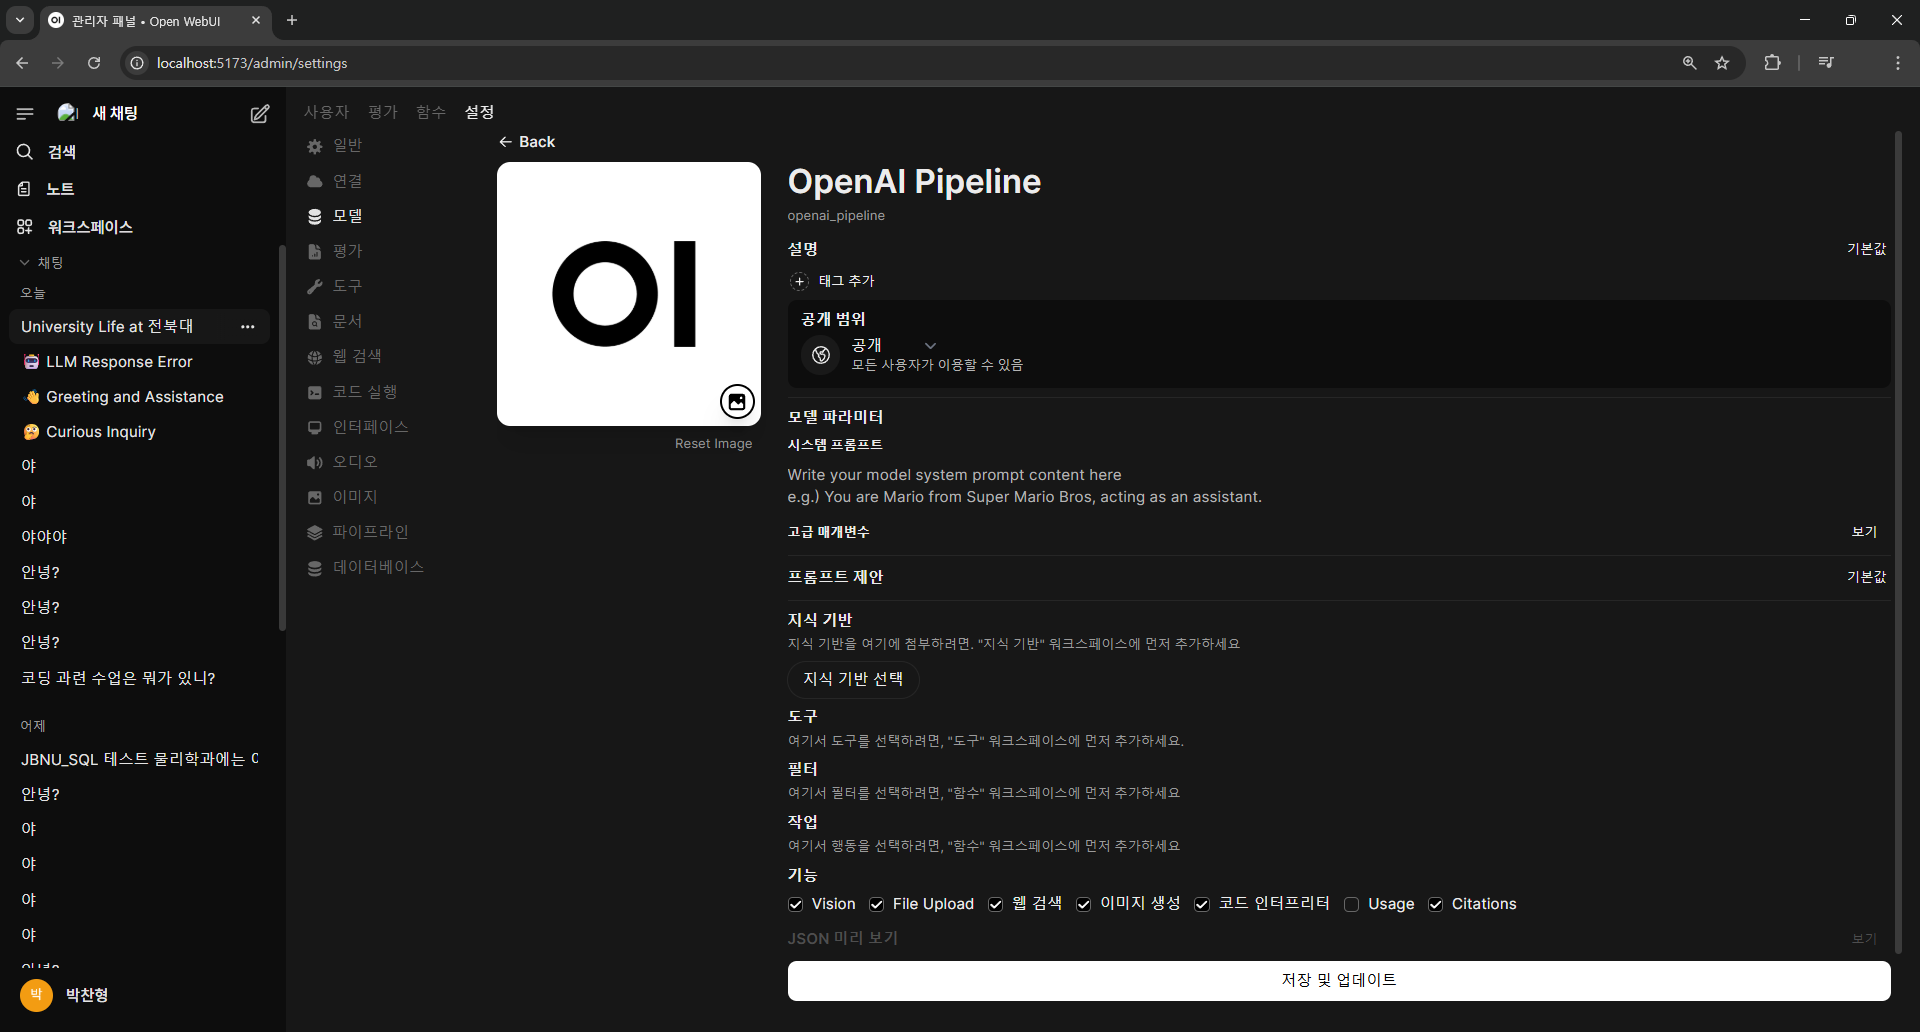 관리자 패널 • Open WebUI
localhost:5173/admin/settings
새 채팅
검색
노트
워크스페이스
채팅
오늘
University Life at 전북대
LLM Response Error
Greeting and Assistance
Curious Inquiry
야
야
야야야
안녕?
안녕?
안녕?
코딩 과련 수업은 뭐가 있니?
어제
JBNU_SQL 테스트 물리학과에는
안녕?
야
야
야
야
안녕?
박
박찬형
사용자 평가 함수 설정
일반
연결
모델
평가
도구
문서
웹 검색
코드 실행
인터페이스
오디오
이미지
파이프라인
데이터베이스
← Back
OI
Reset Image
OpenAI Pipeline
openai_pipeline
설명 기본값
태그 추가
공개 범위
공개
모든 사용자가 이용할 수 있음
모델 파라미터
시스템 프롬프트
Write your model system prompt content here
e.g.) You are Mario from Super Mario Bros, acting as an assistant.
고급 매개변수 보기
프롬프트 제안 기본값
지식 기반
지식 기반을 여기에 첨부하려면. "지식 기반" 워크스페이스에 먼저 추가하세요
지식 기반 선택
도구
여기서 도구를 선택하려면, "도구" 워크스페이스에 먼저 추가하세요.
필터
여기서 필터를 선택하려면, "함수" 워크스페이스에 먼저 추가하세요
작업
여기서 행동을 선택하려면, "함수" 워크스페이스에 먼저 추가하세요
기능
Vision File Upload 웹 검색 이미지 생성 코드 인터프리터 Usage Citations
JSON 미리 보기 보기
저장 및 업데이트